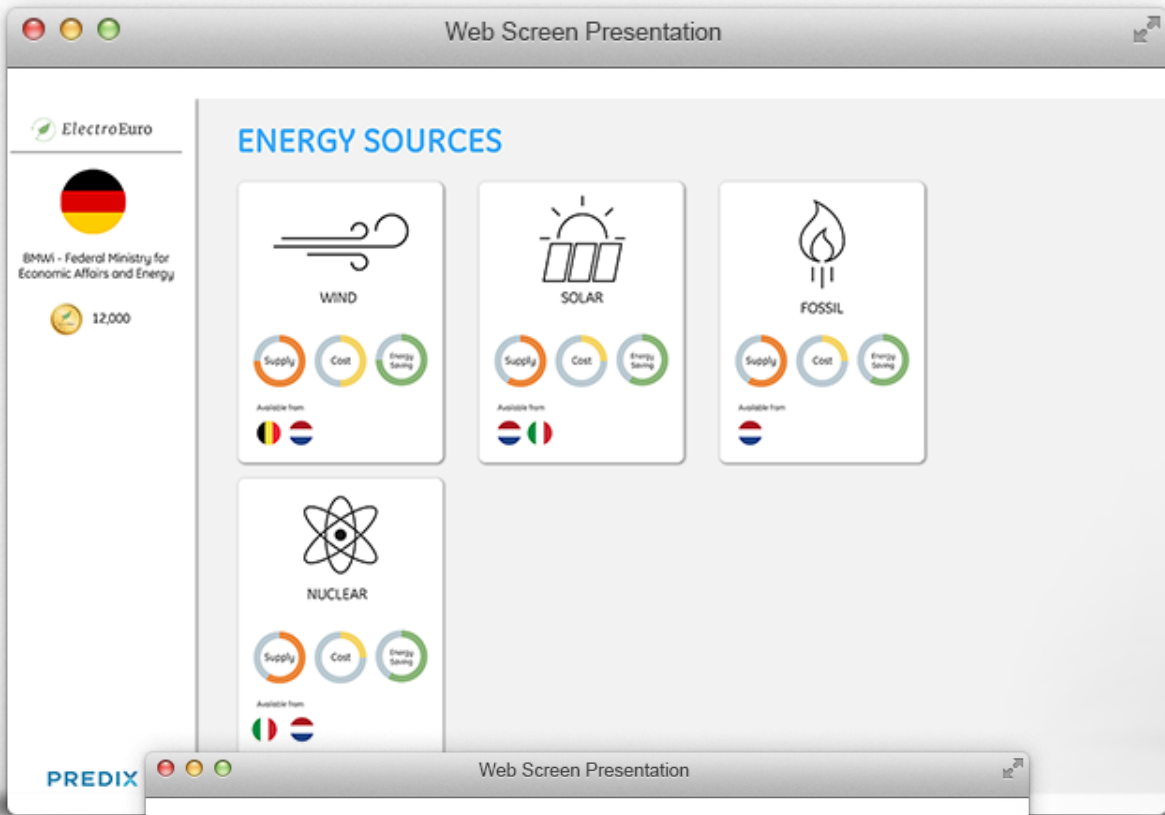 Web Screen Presentation
ElectroEuro
BMWi - Federal Ministry for
Economic Affairs and Energy
12,000
PREDIX
ENERGY SOURCES
WIND
Supply
Cost
Energy
Saving
Available from
SOLAR
Supply
Cost
Energy
Saving
Available from
FOSSIL
Supply
Cost
Energy
Saving
Available from
NUCLEAR
Supply
Cost
Energy
Saving
Available from
Web Screen Presentation